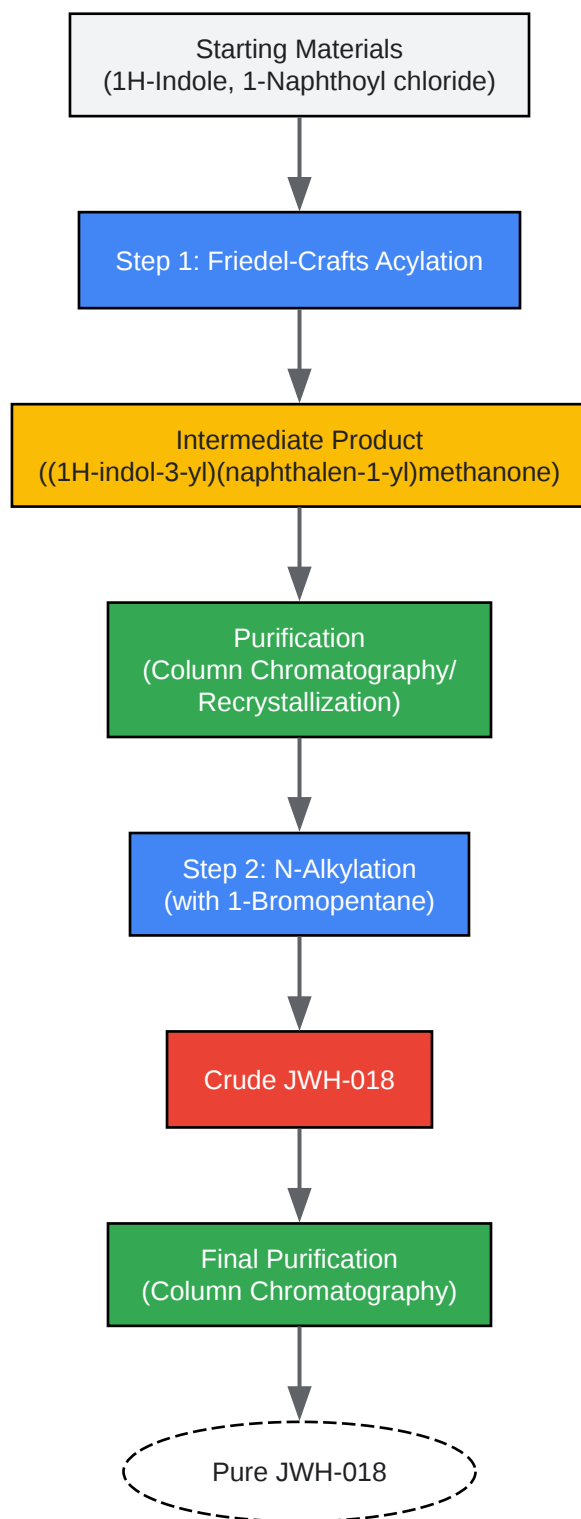 Starting Materials
(1H-Indole, 1-Naphthoyl chloride)
Step 1: Friedel-Crafts Acylation
Intermediate Product
((1H-indol-3-yl)(naphthalen-1-yl)methanone)
Purification
(Column Chromatography/
Recrystallization)
Step 2: N-Alkylation
(with 1-Bromopentane)
Crude JWH-018
Final Purification
(Column Chromatography)
Pure JWH-018